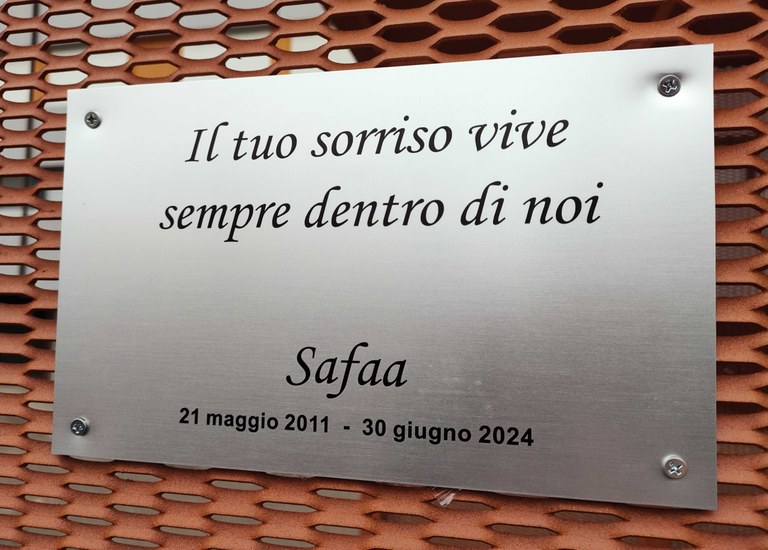 Il tuo sorriso vive
sempre dentro di noi
Safaa
21 maggio 2011 - 30 giugno 2024